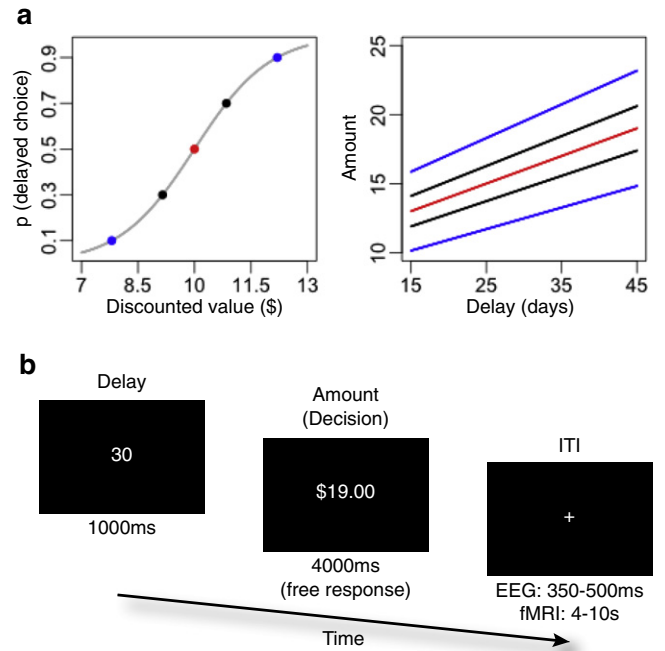 a
p (delayed choice)
0.1 0.3 0.5 0.7 0.9
7 8.5 10 11.5 13
Discounted value ($)
Amount
10 15 20 25
15 25 35 45
Delay (days)
b
Delay
30
1000ms
Amount
(Decision)
$19.00
4000ms
(free response)
ITI
+
EEG: 350-500ms
fMRI: 4-10s
Time